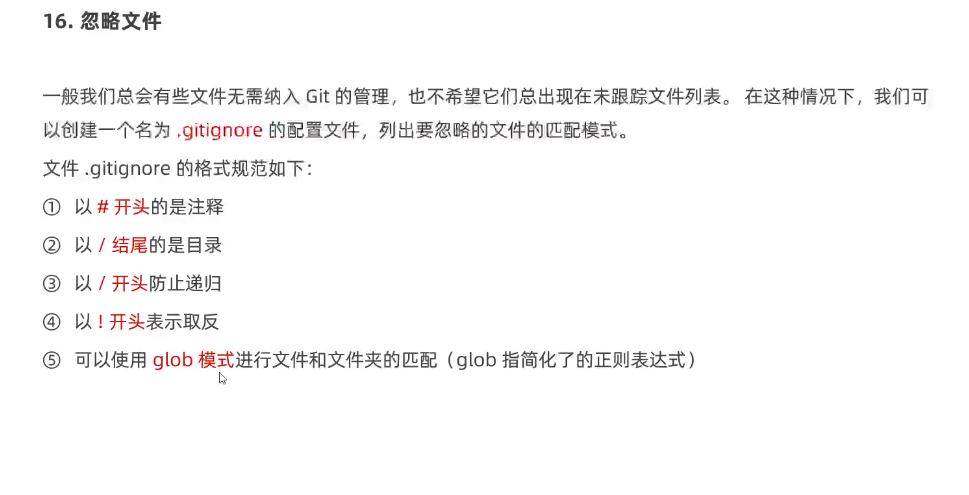 16. 忽略文件
一般我们总会有些文件无需纳入 Git 的管理，也不希望它们总出现在未跟踪文件列表。 在这种情况下，我们可
以创建一个名为 .gitignore 的配置文件，列出要忽略的文件的匹配模式。
文件 .gitignore 的格式规范如下：
① 以 # 开头的是注释
② 以 / 结尾的是目录
③ 以 / 开头防止递归
④ 以 ! 开头表示取反
⑤ 可以使用 glob 模式进行文件和文件夹的匹配（glob 指简化了的正则表达式）